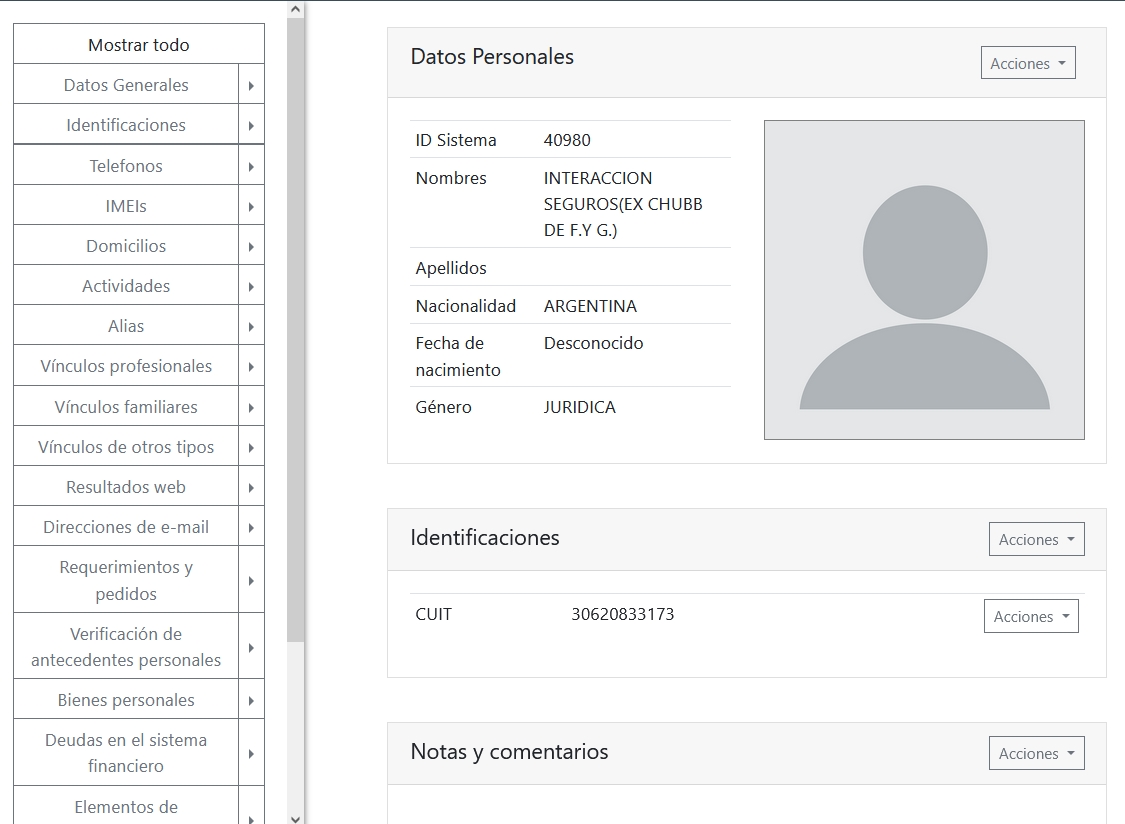 Mostrar todo
Datos Generales
Identificaciones
Telefonos
IMEIs
Domicilios
Actividades
Alias
Vínculos profesionales
Vínculos familiares
Vínculos de otros tipos
Resultados web
Direcciones de e-mail
Requerimientos y
pedidos
Verificación de
antecedentes personales
Bienes personales
Deudas en el sistema
financiero
Elementos de
Datos Personales
Acciones
ID Sistema 40980
Nombres INTERACCION
SEGUROS(EX CHUBB
DE F.Y G.)
Apellidos
Nacionalidad ARGENTINA
Fecha de Desconocido
nacimiento
Género JURIDICA
Identificaciones
Acciones
CUIT 30620833173 Acciones
Notas y comentarios
Acciones